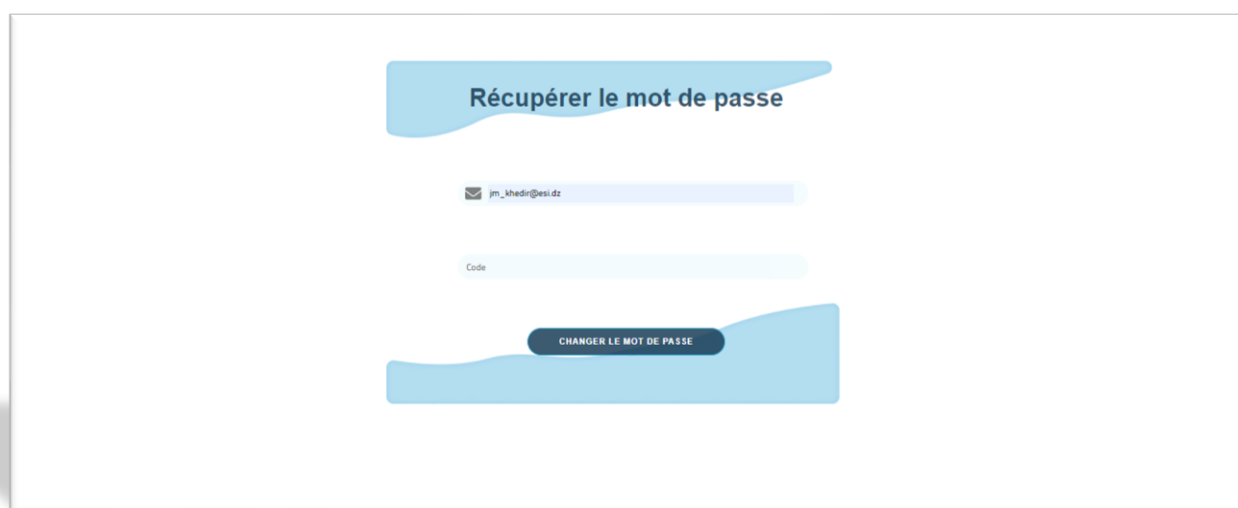 Récupérer le mot de passe
jm_khedir@esi.dz
Code
CHANGER LE MOT DE PASSE